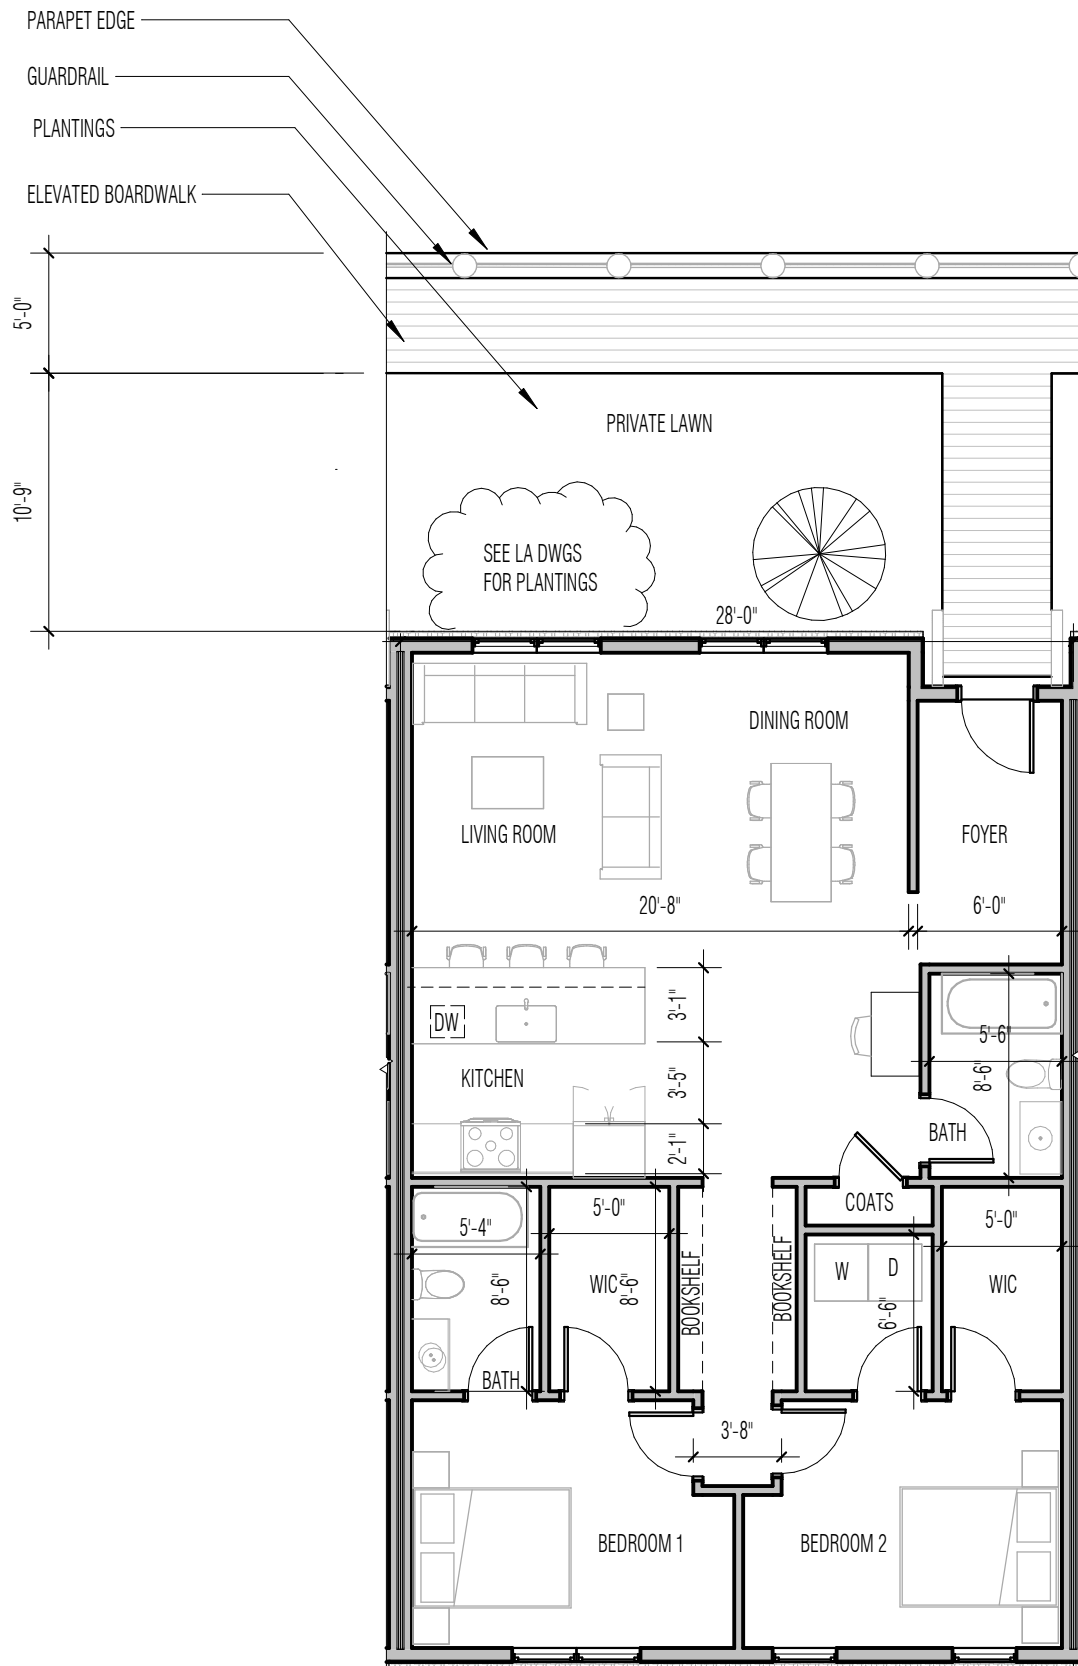 PARAPET EDGE
GUARDRAIL
PLANTINGS
ELEVATED BOARDWALK
5'-0"
10'-9"
PRIVATE LAWN
SEE LA DWGS
FOR PLANTINGS
28'-0"
DINING ROOM
LIVING ROOM
FOYER
20'-8"
6'-0"
3'-1"
DW
5'-6"
KITCHEN
3'-5"
8'-6"
2'-1"
BATH
COATS
5'-4"
5'-0"
5'-0"
BOOKSHELF
BOOKSHELF
W
D
WIC
8'-6"
8'-6"
6'-6"
WIC
BATH
3'-8"
BEDROOM 1
BEDROOM 2